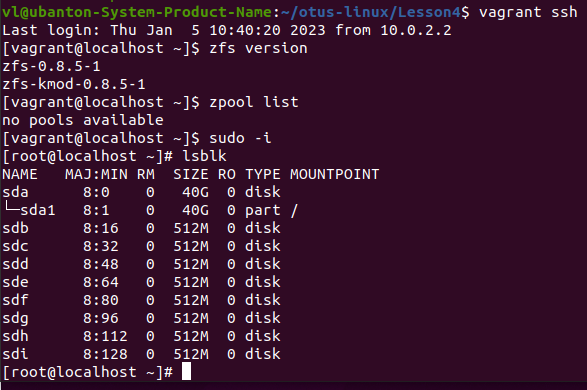 vl@ubanton-System-Product-Name:~/otus-linux/Lesson4$ vagrant ssh
Last login: Thu Jan  5 10:40:20 2023 from 10.0.2.2
[vagrant@localhost ~]$ zfs version
zfs-0.8.5-1
zfs-kmod-0.8.5-1
[vagrant@localhost ~]$ zpool list
no pools available
[vagrant@localhost ~]$ sudo -i
[root@localhost ~]# lsblk
NAME   MAJ:MIN RM  SIZE RO TYPE MOUNTPOINT
sda      8:0    0   40G  0 disk
└─sda1   8:1    0   40G  0 part /
sdb      8:16   0  512M  0 disk
sdc      8:32   0  512M  0 disk
sdd      8:48   0  512M  0 disk
sde      8:64   0  512M  0 disk
sdf      8:80   0  512M  0 disk
sdg      8:96   0  512M  0 disk
sdh      8:112  0  512M  0 disk
sdi      8:128  0  512M  0 disk
[root@localhost ~]#